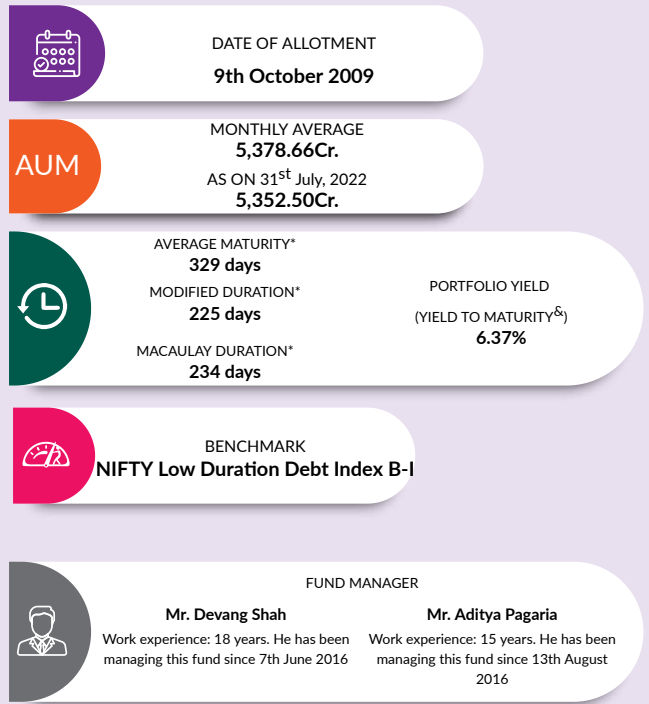 DATE OF ALLOTMENT
9th October 2009
AUM
MONTHLY AVERAGE
5,378.66Cr.
AS ON 31st July, 2022
5,352.50Cr.
AVERAGE MATURITY*
329 days
MODIFIED DURATION*
225 days
MACAULAY DURATION*
234 days
PORTFOLIO YIELD
(YIELD TO MATURITY&)
6.37%
BENCHMARK
NIFTY Low Duration Debt Index B-I
FUND MANAGER
Mr. Devang Shah
Work experience: 18 years. He has been
managing this fund since 7th June 2016
Mr. Aditya Pagaria
Work experience: 15 years. He has been
managing this fund since 13th August
2016